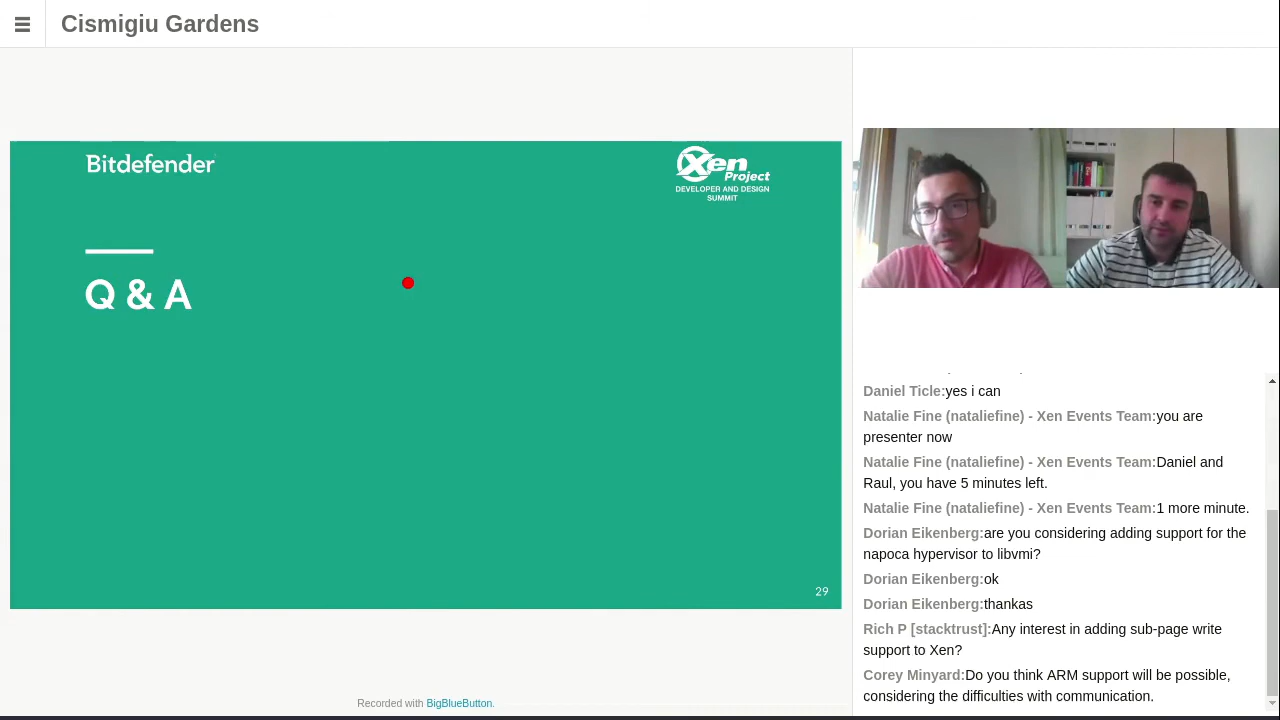 Cismigiu Gardens
Bitdefender
Xen
Project
DEVELOPER AND DESIGN
SUMMIT
Q & A
29
Recorded with BigBlueButton.
Daniel Ticle:yes i can
Natalie Fine (nataliefine) - Xen Events Team:you are
presenter now
Natalie Fine (nataliefine) - Xen Events Team:Daniel and
Raul, you have 5 minutes left.
Natalie Fine (nataliefine) - Xen Events Team:1 more minute.
Dorian Eikenberg:are you considering adding support for the
napoca hypervisor to libvmi?
Dorian Eikenberg:ok
Dorian Eikenberg:thankas
Rich P [stacktrust]:Any interest in adding sub-page write
support to Xen?
Corey Minyard:Do you think ARM support will be possible,
considering the difficulties with communication.